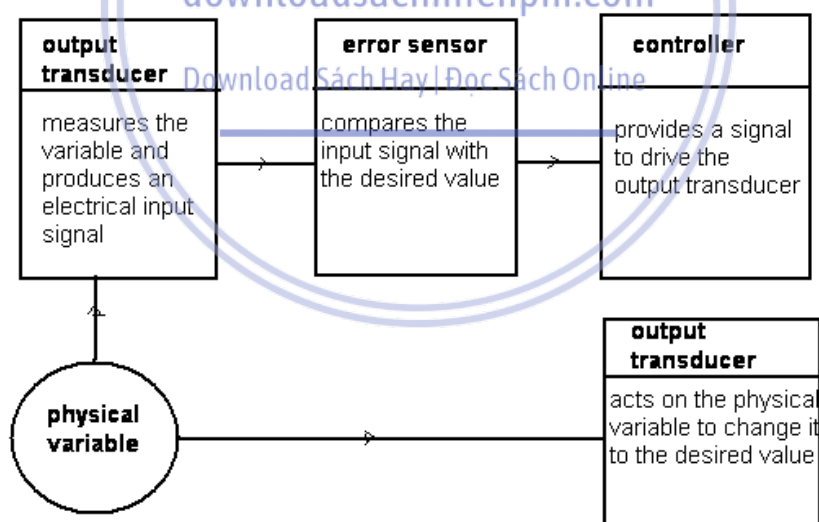 downloadsachmienphi.com
Download Sách Hay | Đọc Sách Online
output
transducer
measures the
variable and
produces an
electrical input
signal
error sensor
compares the
input signal with
the desired value
controller
provides a signal
to drive the
output transducer
physical
variable
output
transducer
acts on the physical
variable to change it
to the desired value